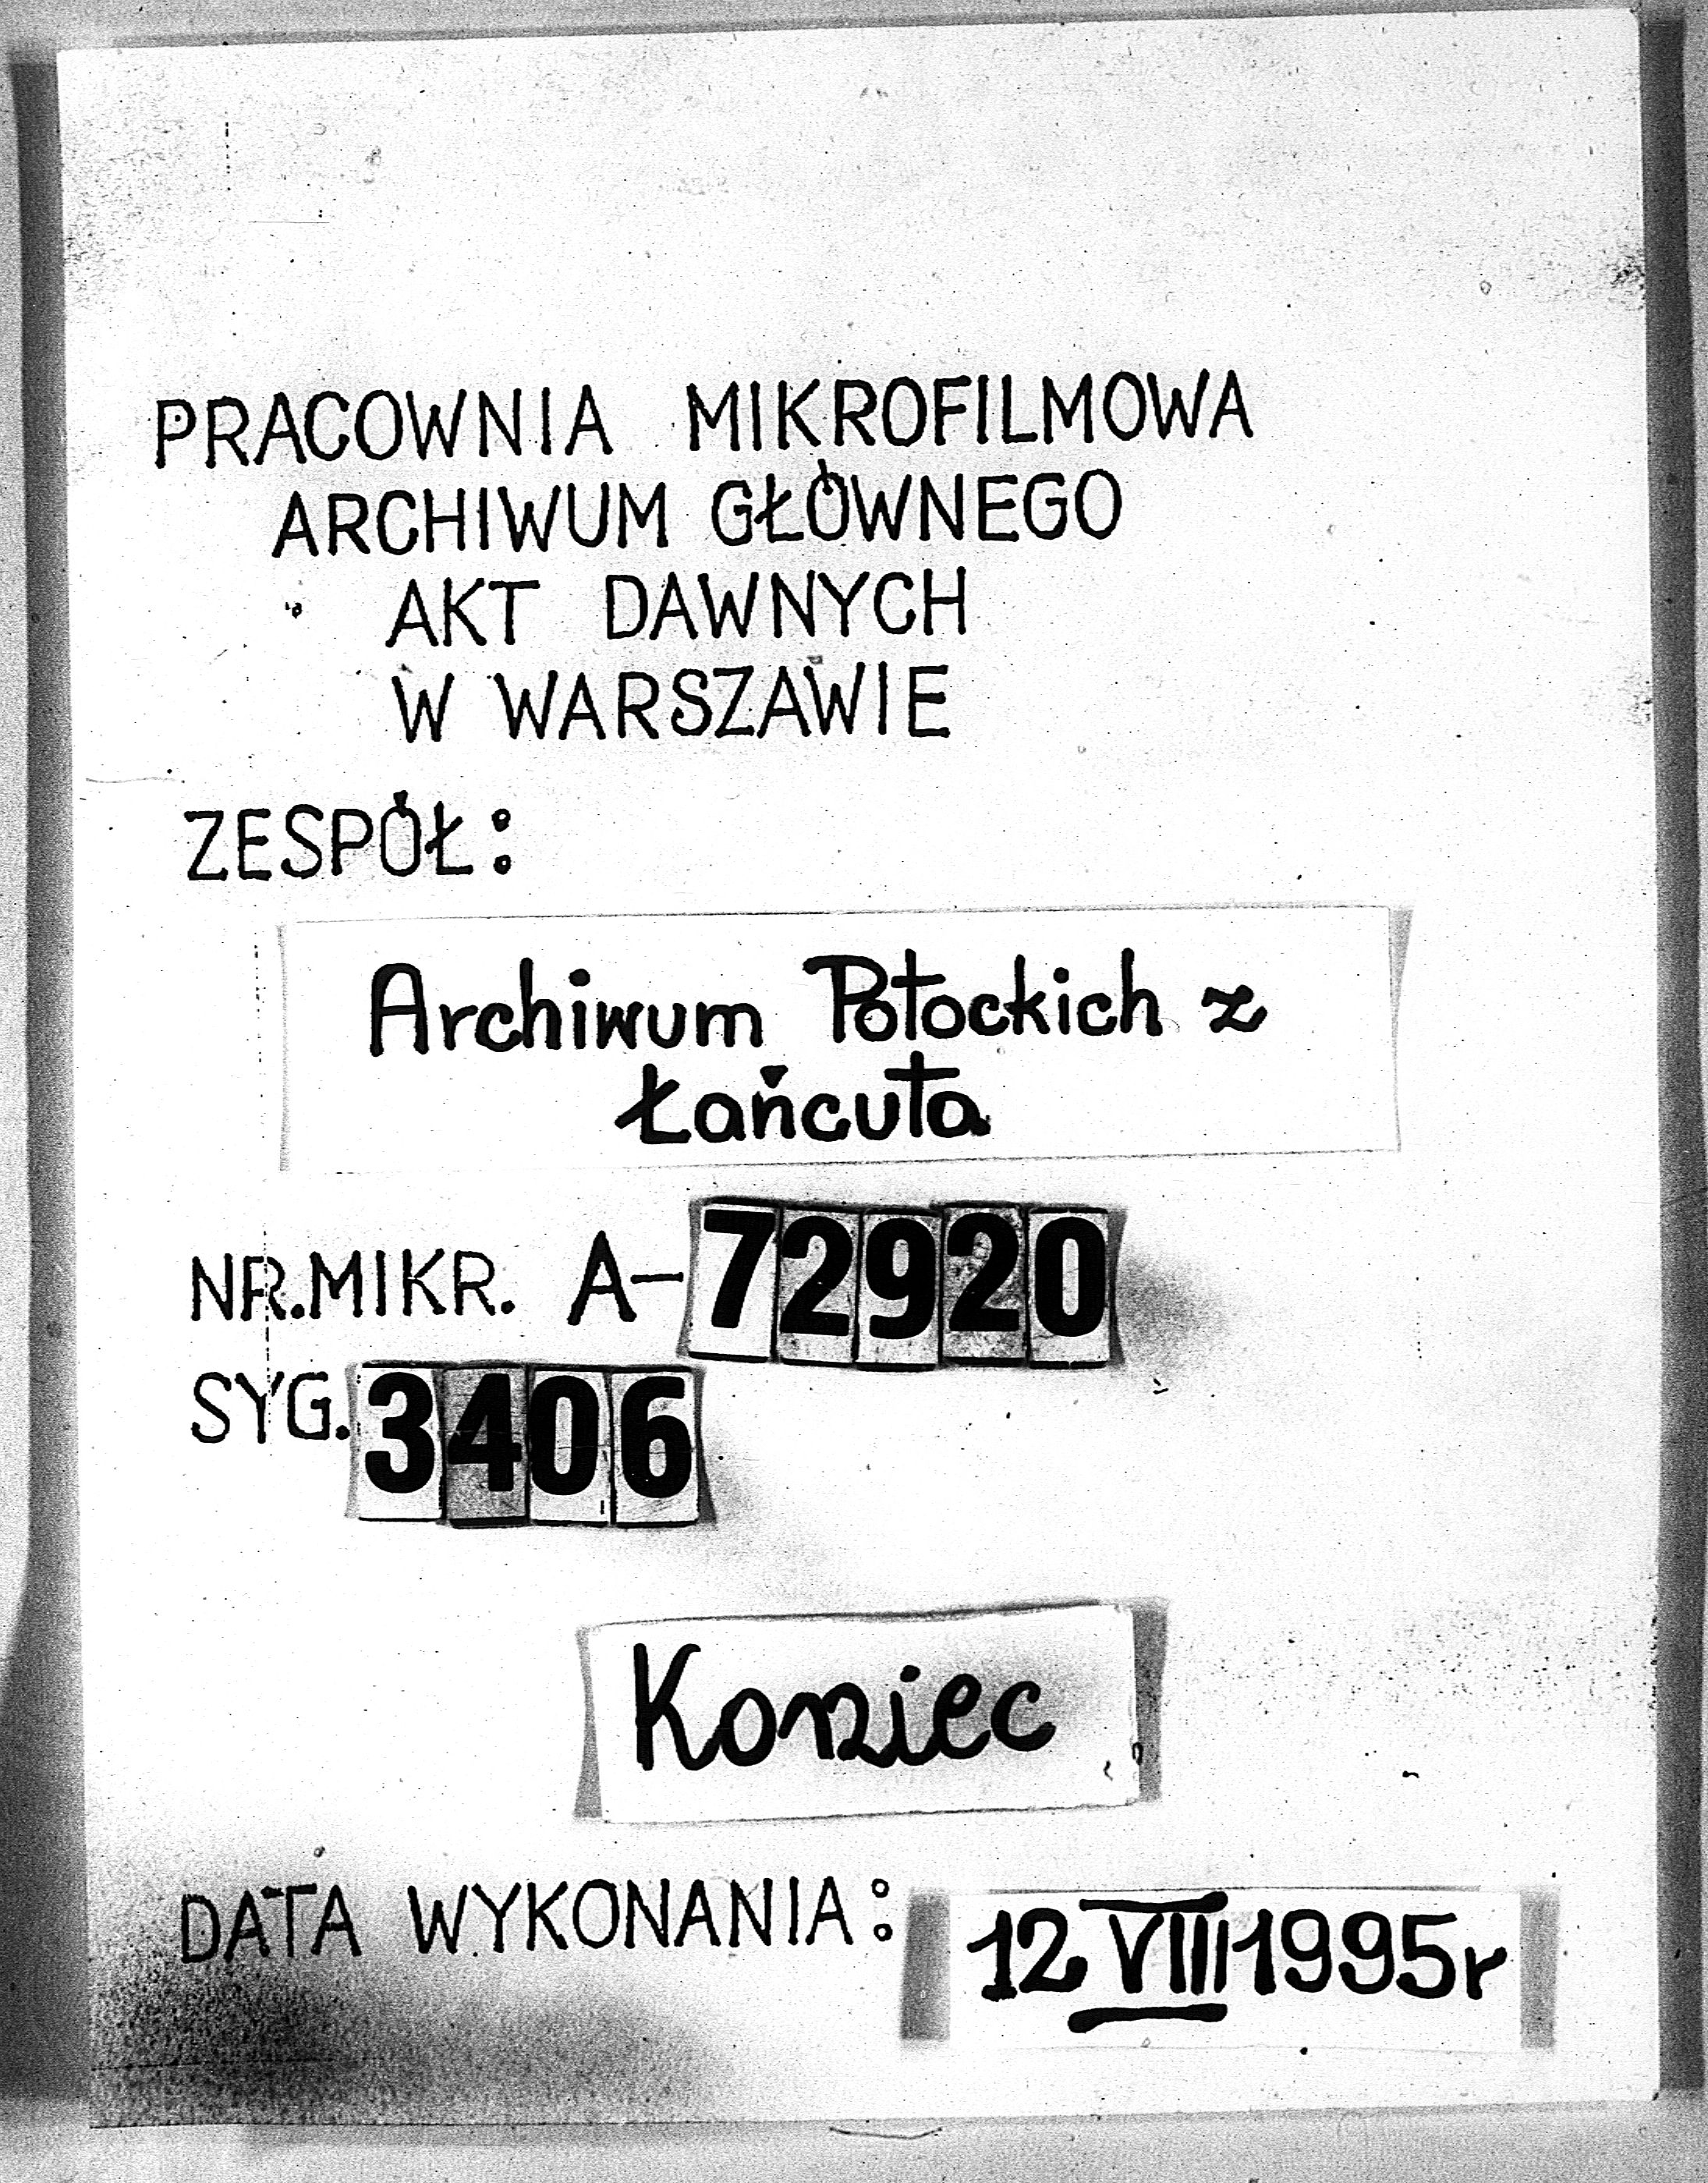 PRACOWNIA MIKROFILMOWA
ARCHIWUM GŁÓWNEGO
AKT DAWNYCH
W WARSZAWIE
ZESPÓŁ:
Archiwum Potockich z
Łańcuta
NR.MIKR. A-72920
SYG. 3406
Koniec
DATA WYKONANIA: 12 VIII 1995r